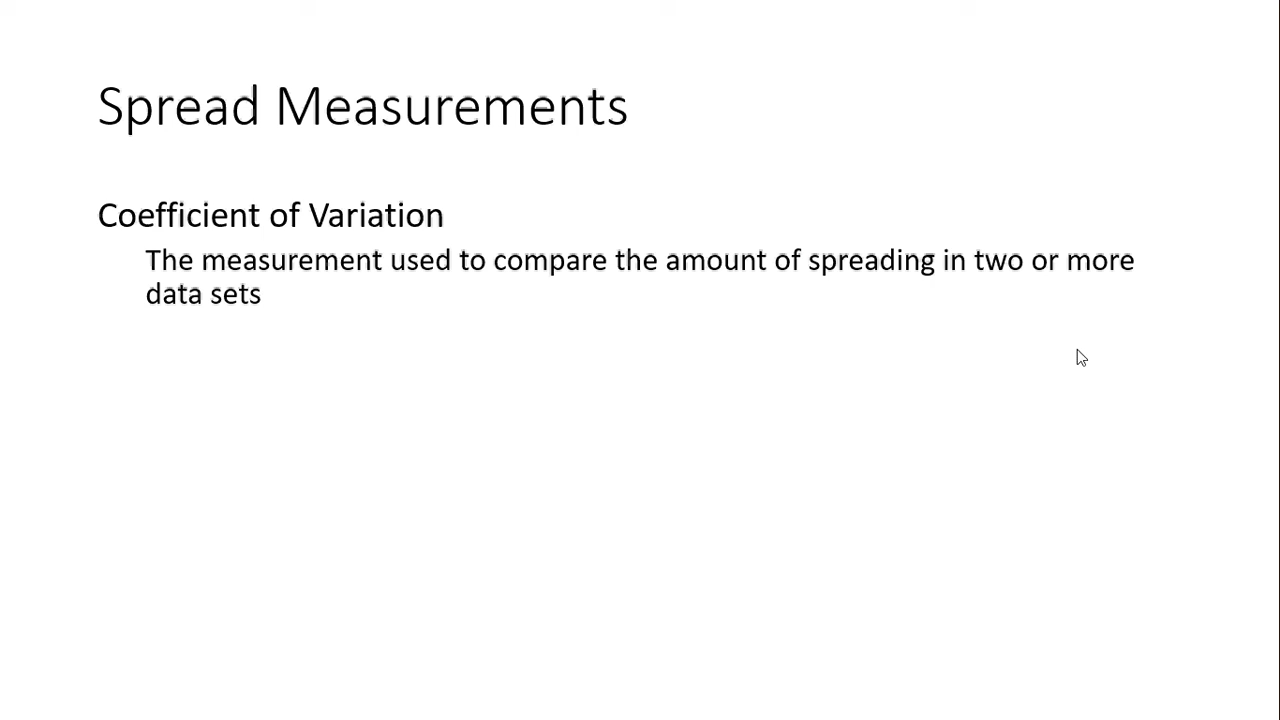 Spread Measurements
Coefficient of Variation
The measurement used to compare the amount of spreading in two or more
data sets